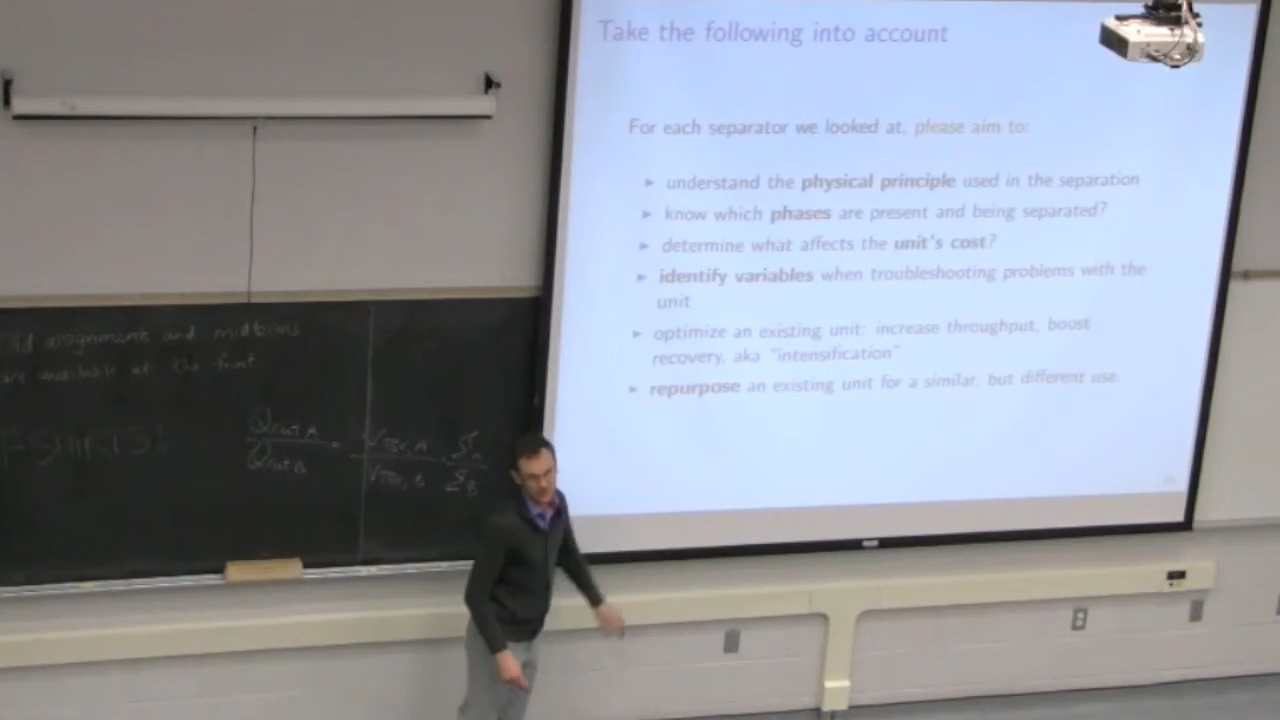 Take the following into account
For each separator we looked at, please aim to:
▸ understand the physical principle used in the separation
▸ know which phases are present and being separated?
▸ determine what affects the unit's cost?
▸ identify variables when troubleshooting problems with the
unit
▸ optimize an existing unit: increase throughput, boost
recovery, aka "intensification"
▸ repurpose an existing unit for a similar, but different use.
old assignments and midterms
are available at the front
T-SHIRTS!